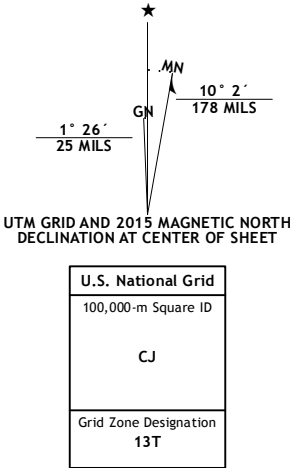 ★
MN
GN
10° 2´
178 MILS
1° 26´
25 MILS
UTM GRID AND 2015 MAGNETIC NORTH
DECLINATION AT CENTER OF SHEET
U.S. National Grid
100,000-m Square ID
CJ
Grid Zone Designation
13T